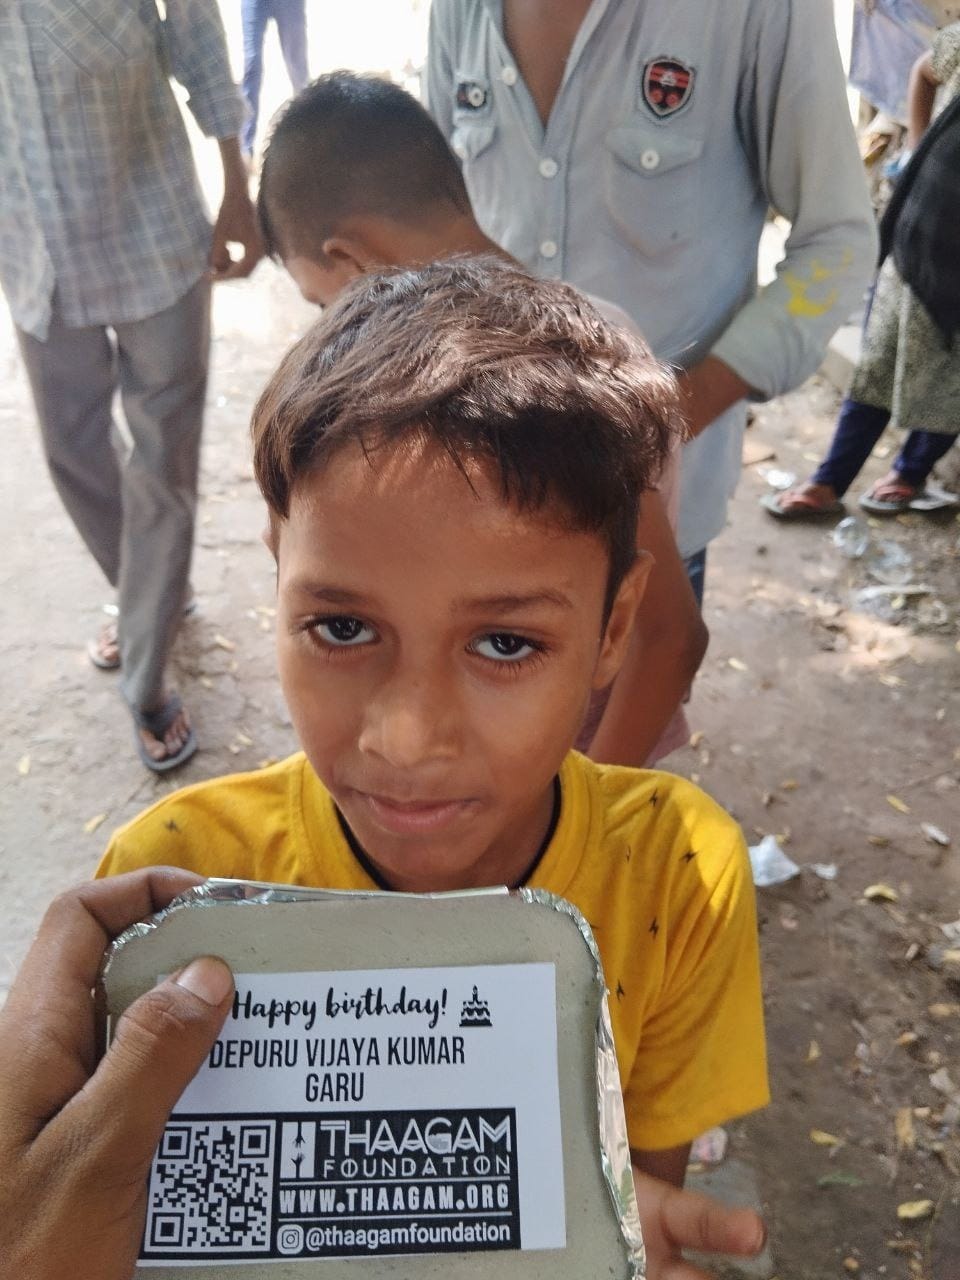 Happy birthday!
DEPURU VIJAYA KUMAR
GARU
THAAGAM
FOUNDATION
WWW.THAAGAM.ORG
@thaagamfoundation